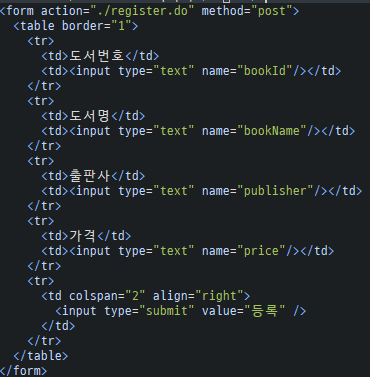 <form action="./register.do" method="post">
  <table border="1">
    <tr>
      <td>도서번호</td>
      <td><input type="text" name="bookId"/></td>
    </tr>
    <tr>
      <td>도서명</td>
      <td><input type="text" name="bookName"/></td>
    </tr>
    <tr>
      <td>출판사</td>
      <td><input type="text" name="publisher"/></td>
    </tr>
    <tr>
      <td>가격</td>
      <td><input type="text" name="price"/></td>
    </tr>
    <tr>
      <td colspan="2" align="right">
        <input type="submit" value="등록" />
      </td>
    </tr>
  </table>
</form>